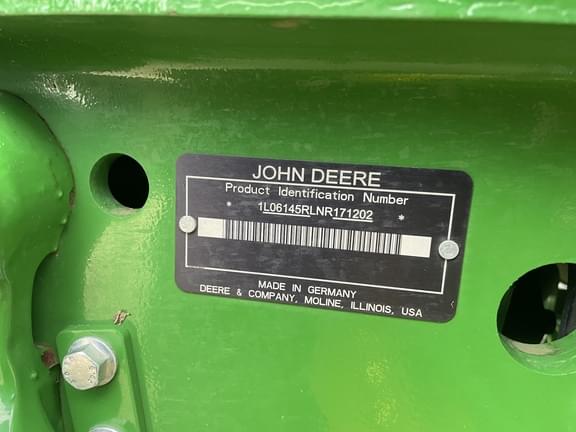 JOHN DEERE
Product Identification Number
* 1L06145RLNR171202 *
MADE IN GERMANY
DEERE & COMPANY, MOLINE, ILLINOIS, USA